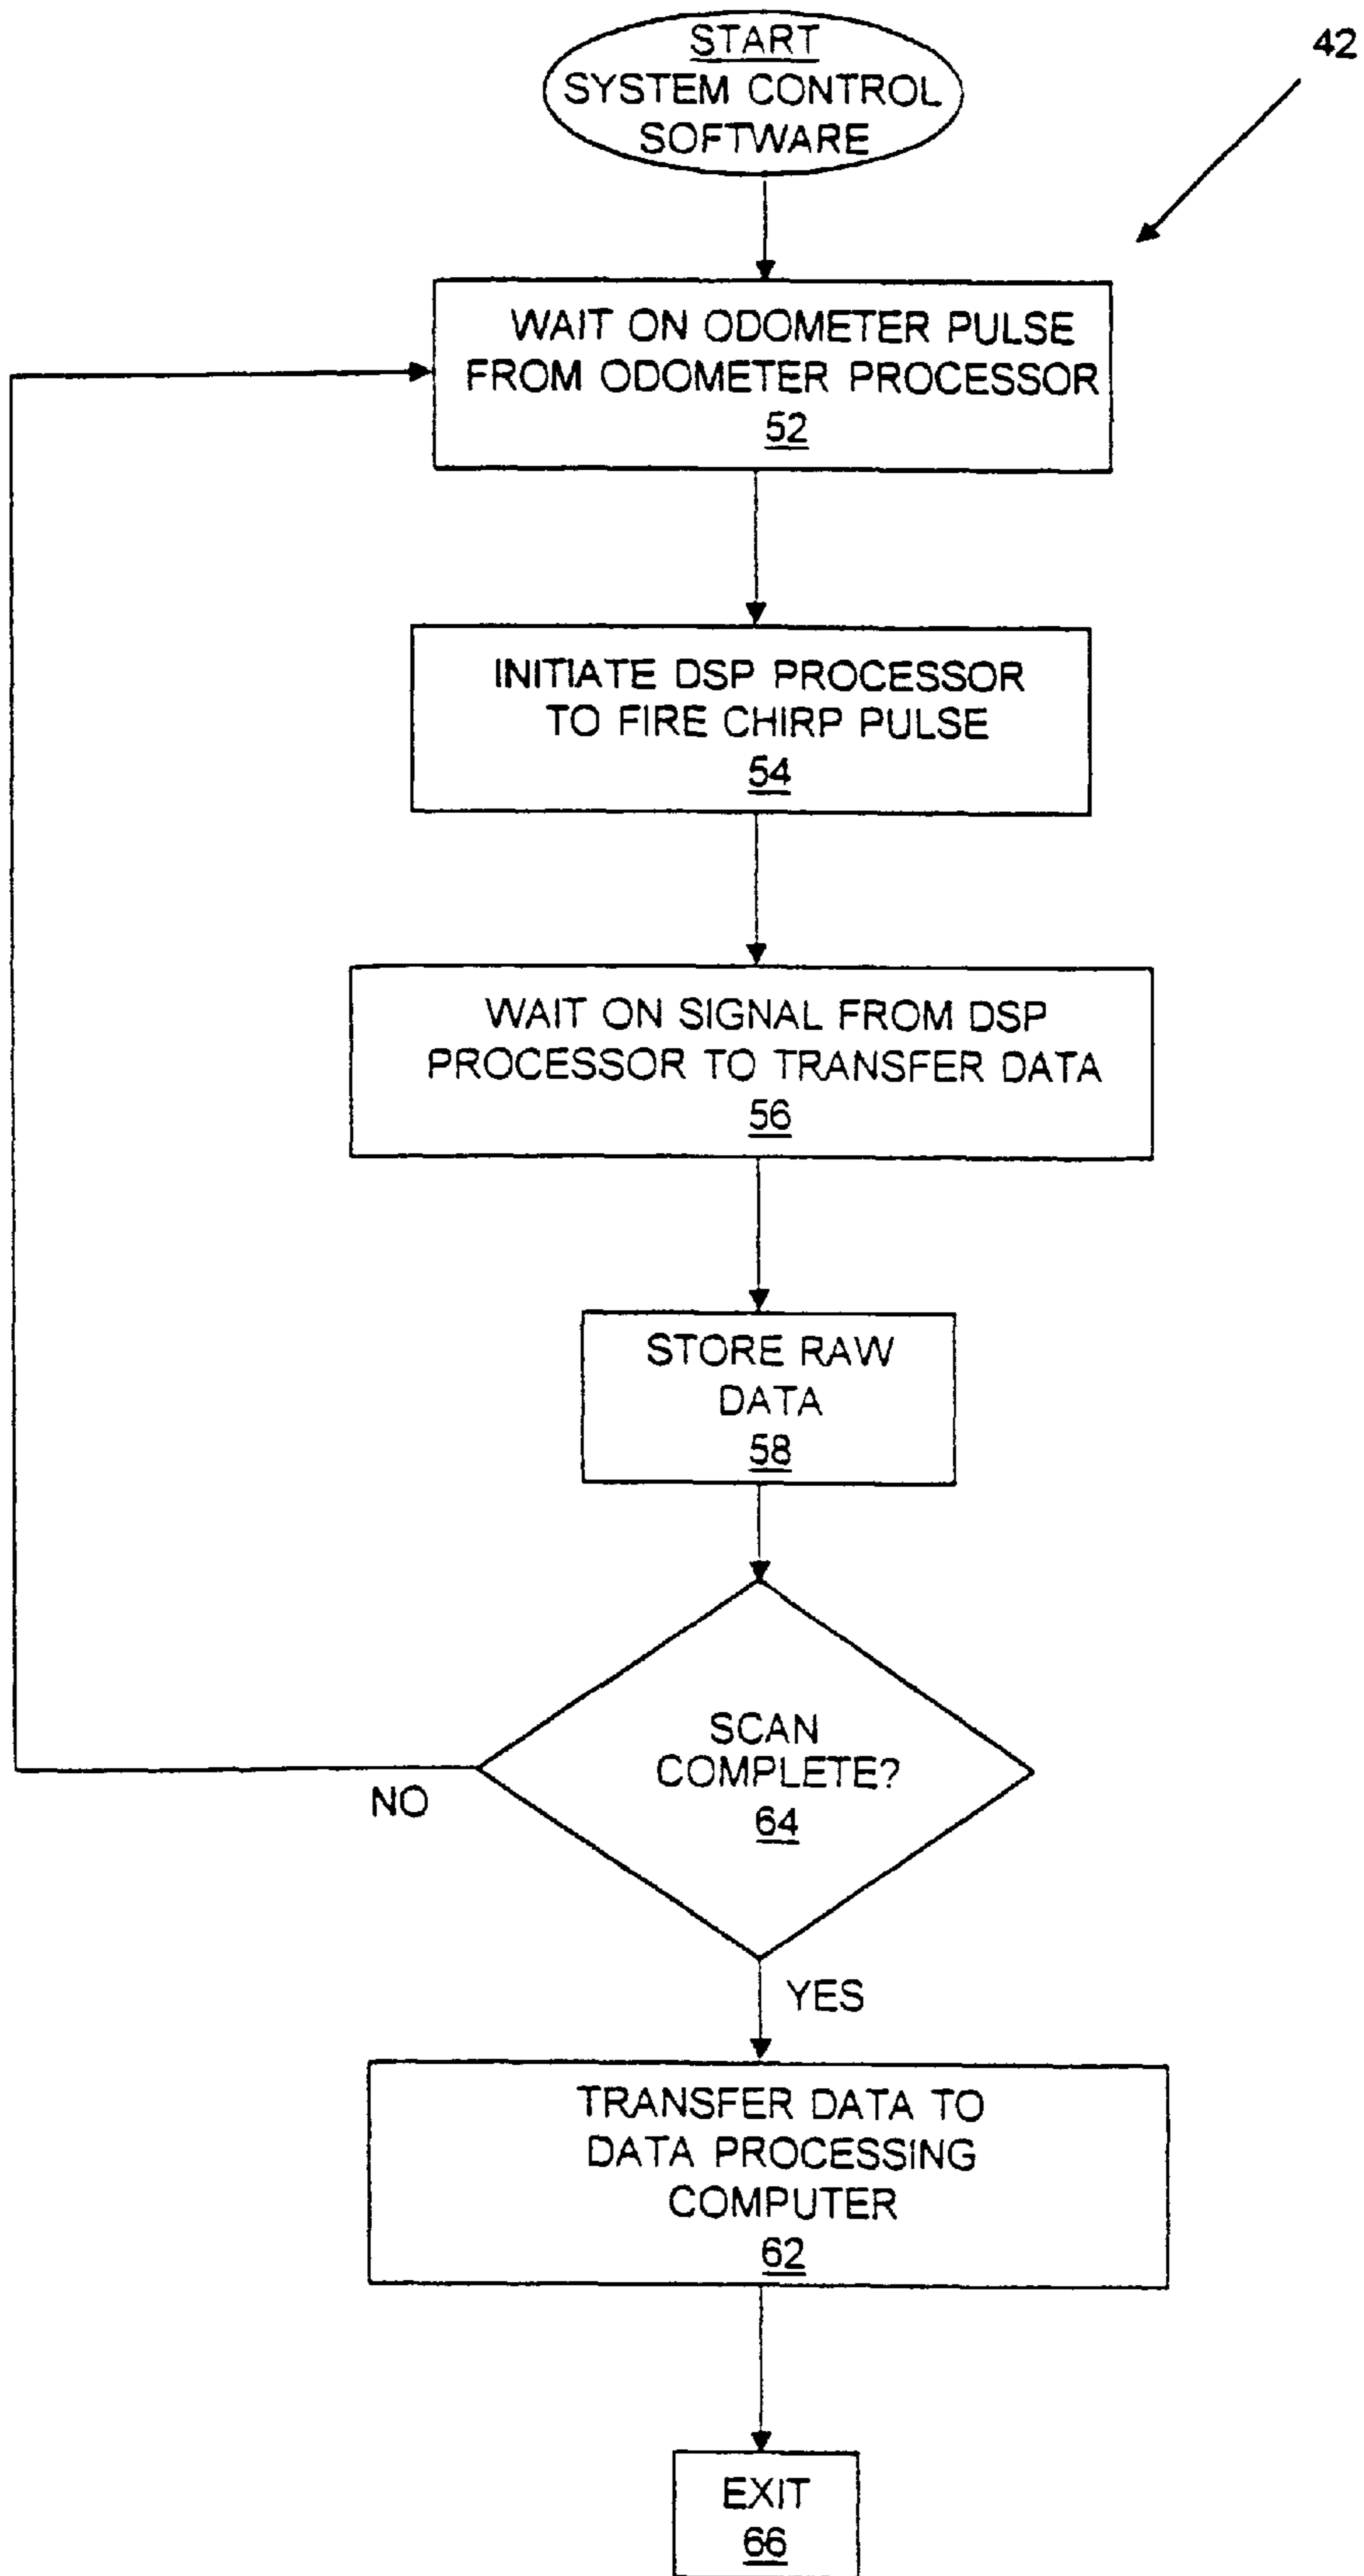 START
SYSTEM CONTROL
SOFTWARE
42
WAIT ON ODOMETER PULSE
FROM ODOMETER PROCESSOR
52
INITIATE DSP PROCESSOR
TO FIRE CHIRP PULSE
54
WAIT ON SIGNAL FROM DSP
PROCESSOR TO TRANSFER DATA
56
STORE RAW
DATA
58
SCAN
COMPLETE?
64
NO
YES
TRANSFER DATA TO
DATA PROCESSING
COMPUTER
62
EXIT
66